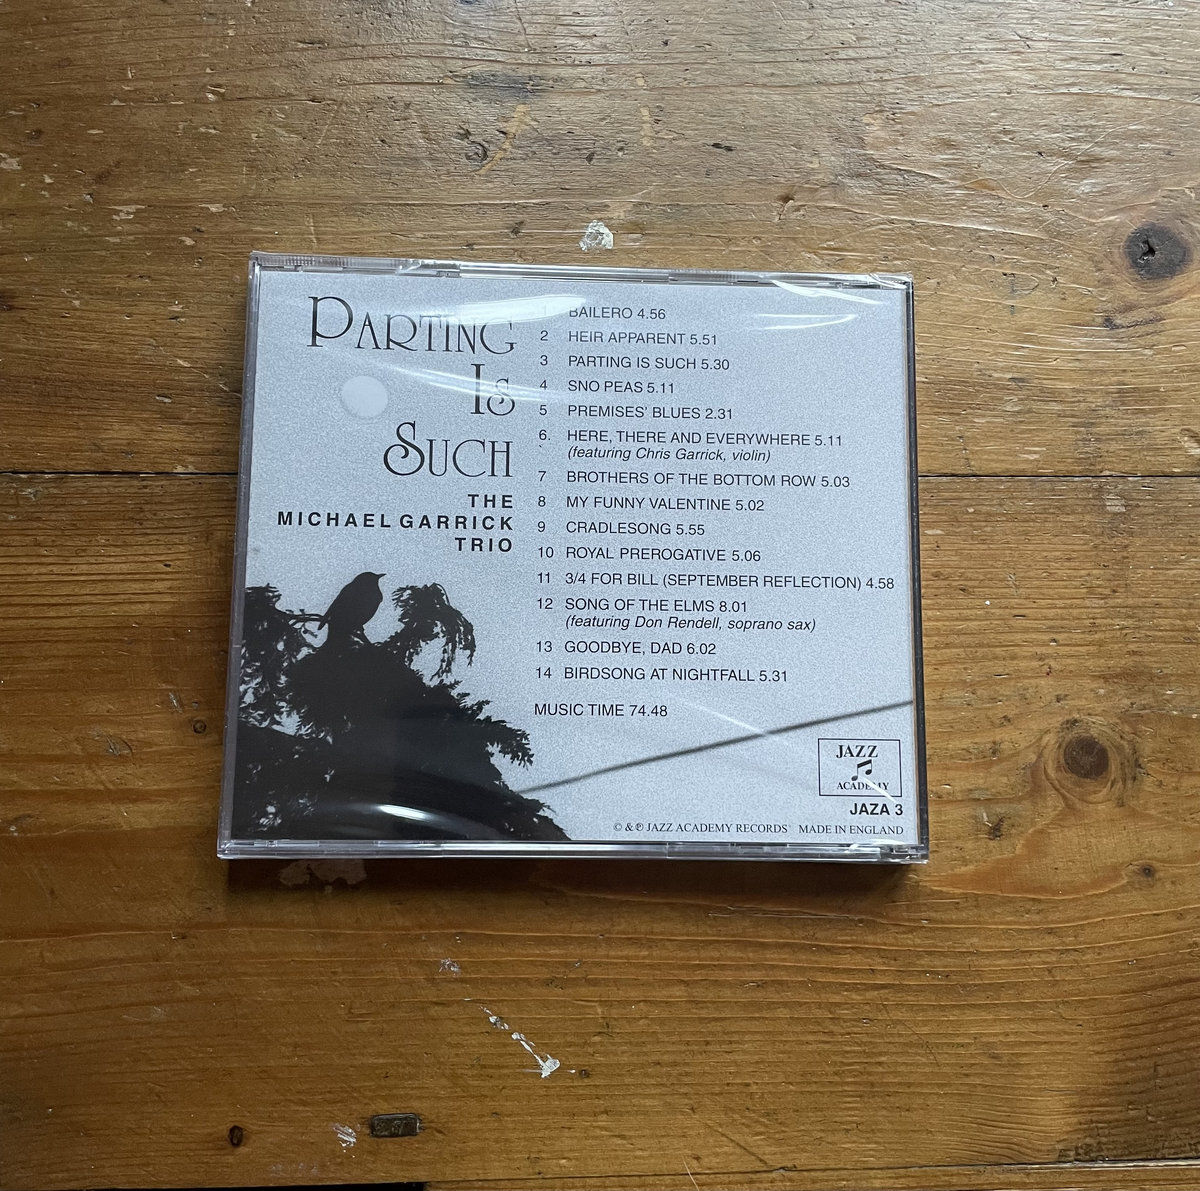 PARTING
IS
SUCH
THE
MICHAEL GARRICK
TRIO
1 BAILERO 4.56
2 HEIR APPARENT 5.51
3 PARTING IS SUCH 5.30
4 SNO PEAS 5.11
5 PREMISES' BLUES 2.31
6. HERE, THERE AND EVERYWHERE 5.11
(featuring Chris Garrick, violin)
7 BROTHERS OF THE BOTTOM ROW 5.03
8 MY FUNNY VALENTINE 5.02
9 CRADLESONG 5.55
10 ROYAL PREROGATIVE 5.06
11 3/4 FOR BILL (SEPTEMBER REFLECTION) 4.58
12 SONG OF THE ELMS 8.01
(featuring Don Rendell, soprano sax)
13 GOODBYE, DAD 6.02
14 BIRDSONG AT NIGHTFALL 5.31
MUSIC TIME 74.48
JAZZ
ACADEMY
JAZA 3
© & ℗ JAZZ ACADEMY RECORDS MADE IN ENGLAND